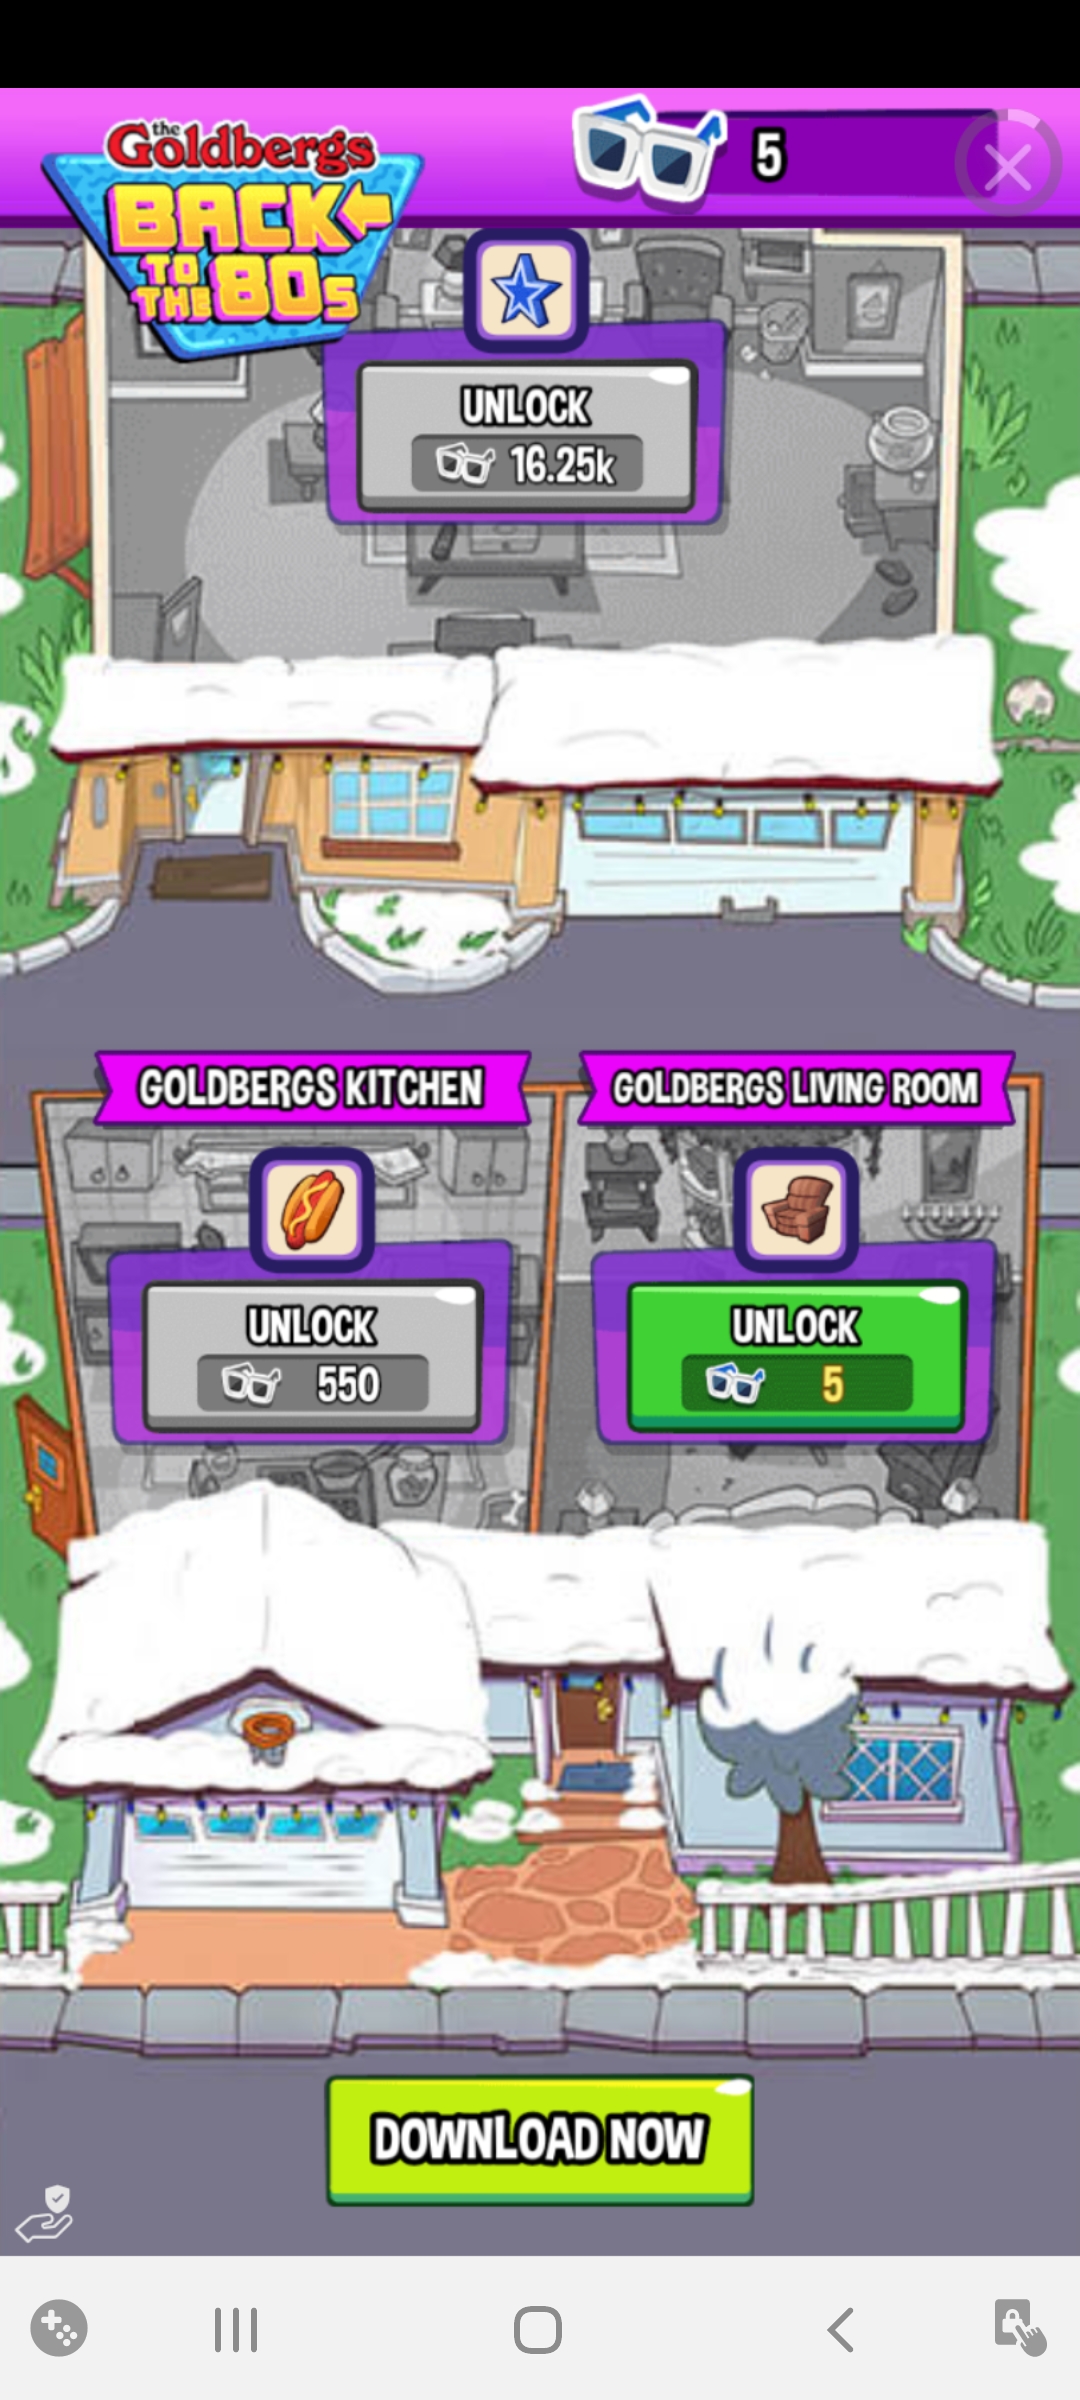 the
Goldbergs
BACK
TO
THE 80s
5
UNLOCK
16.25k
GOLDBERGS KITCHEN
GOLDBERGS LIVING ROOM
UNLOCK
550
UNLOCK
5
DOWNLOAD NOW